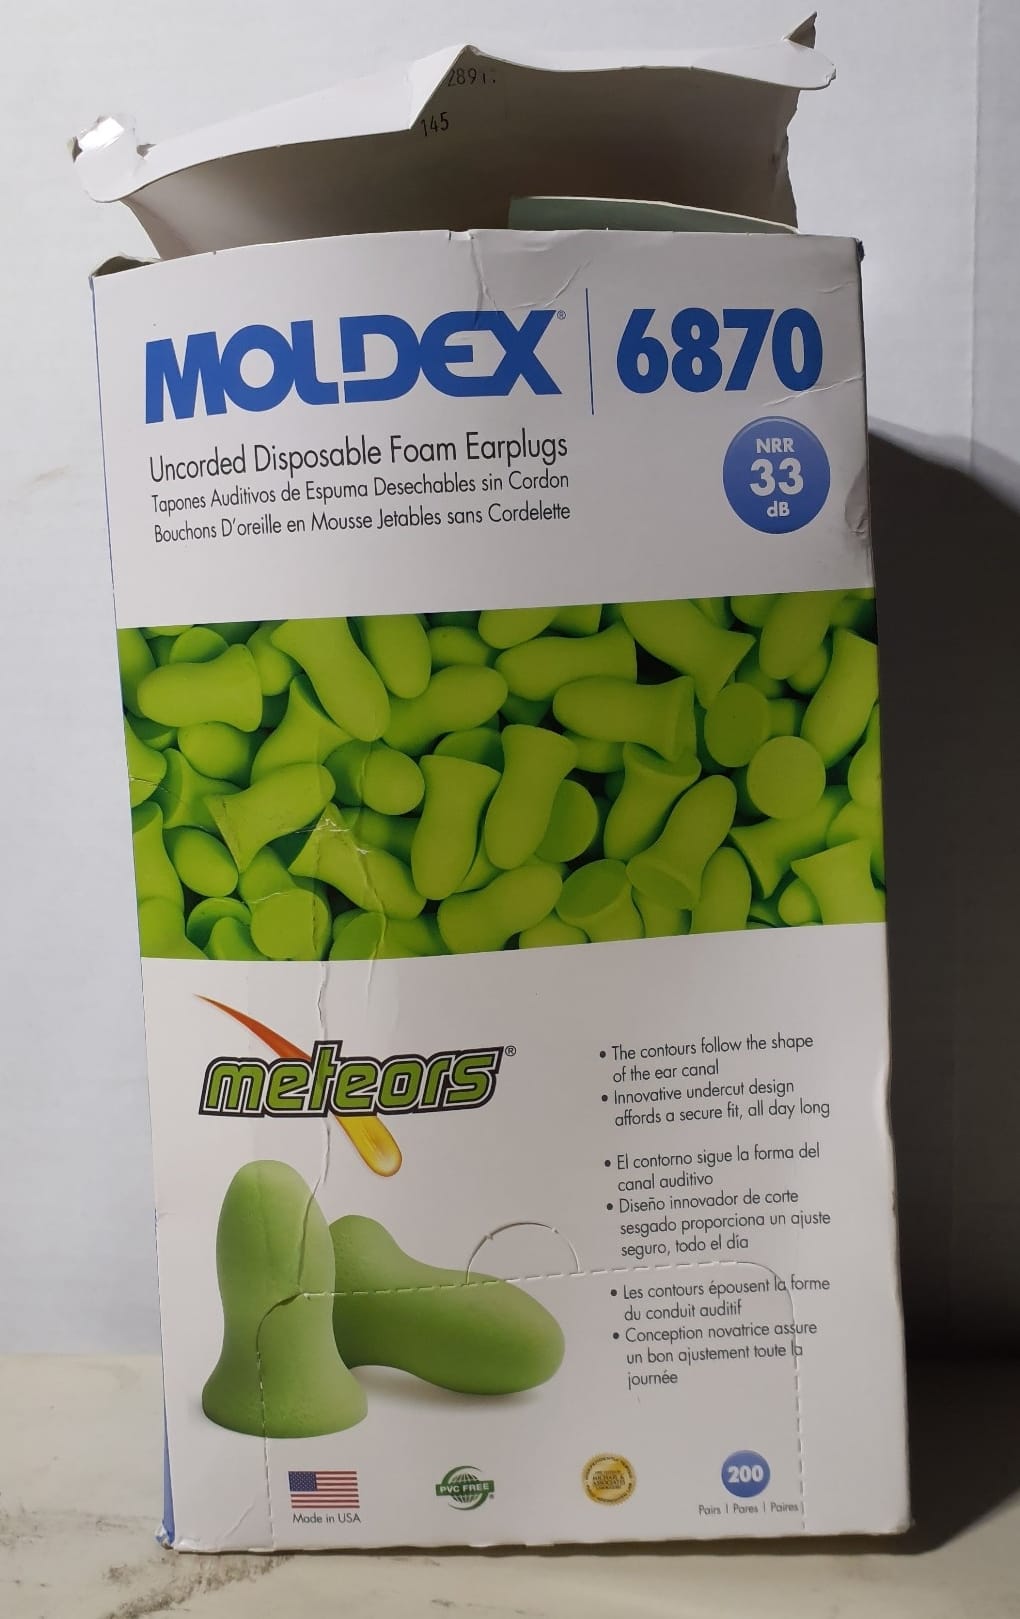 289
145
MOLDEX® 6870
Uncorded Disposable Foam Earplugs
Tapones Auditivos de Espuma Desechables sin Cordon
Bouchons D'oreille en Mousse Jetables sans Cordelette
NRR
33
dB
meteors®
• The contours follow the shape
of the ear canal
• Innovative undercut design
affords a secure fit, all day long
• El contorno sigue la forma del
canal auditivo
• Diseño innovador de corte
sesgado proporciona un ajuste
seguro, todo el día
• Les contours épousent la forme
du conduit auditif
• Conception novatrice assure
un bon ajustement toute la
journée
Made in USA
PVC FREE
200
Pairs | Pares | Paires